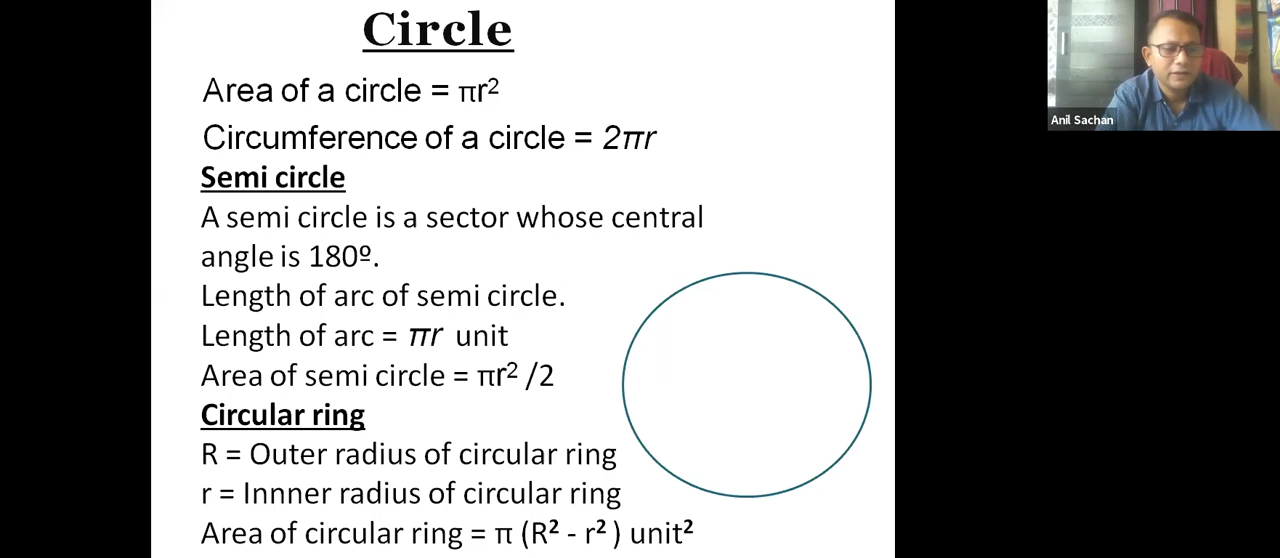 Circle
Area of a circle = πr²
Circumference of a circle = 2πr
Semi circle
A semi circle is a sector whose central
angle is 180º.
Length of arc of semi circle.
Length of arc = πr unit
Area of semi circle = πr² /2
Circular ring
R = Outer radius of circular ring
r = Innner radius of circular ring
Area of circular ring = π (R² - r² ) unit²
Anil Sachan